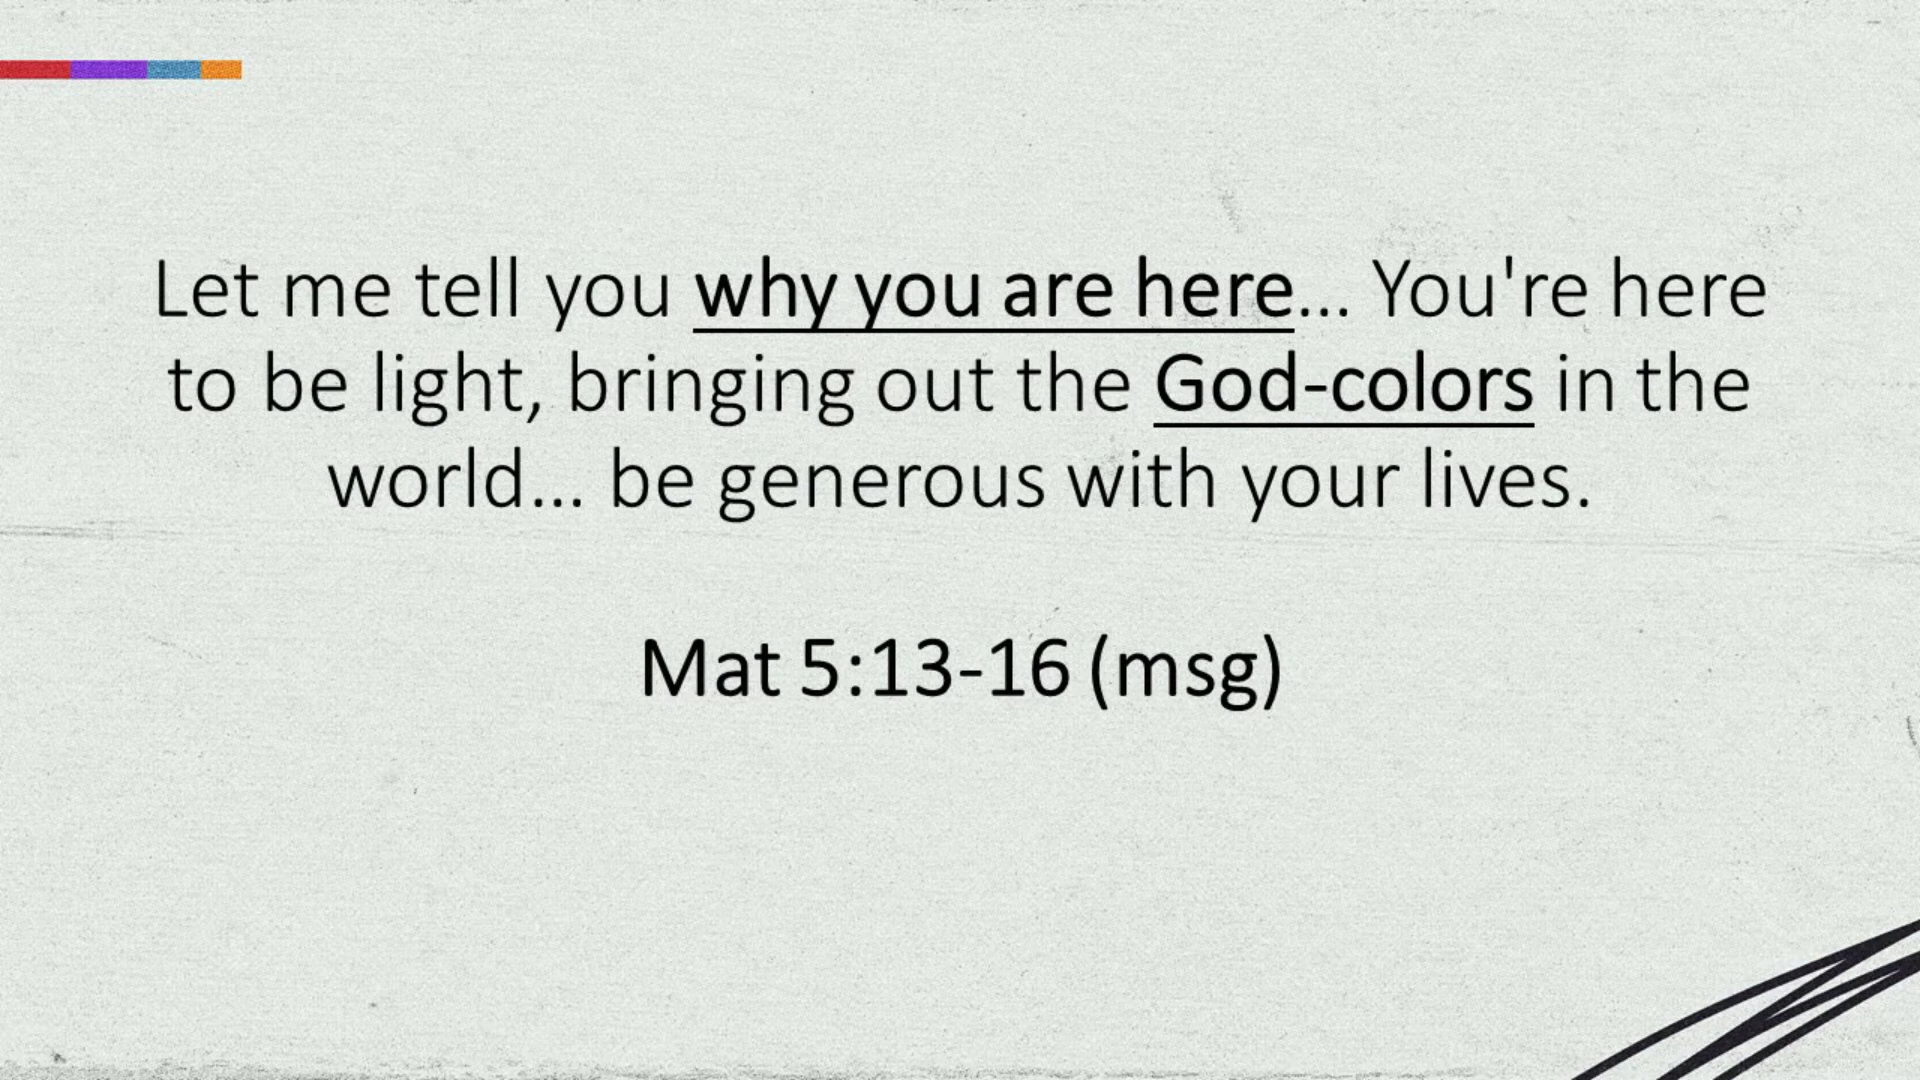 Let me tell you why you are here... You're here
to be light, bringing out the God-colors in the
world... be generous with your lives.
Mat 5:13-16 (msg)